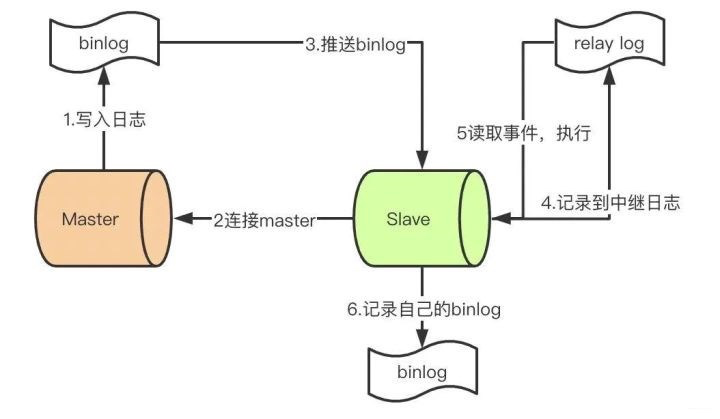 binlog
3.推送binlog
relay log
1.写入日志
5读取事件，执行
Master
2连接master
Slave
4.记录到中继日志
6.记录自己的binlog
binlog